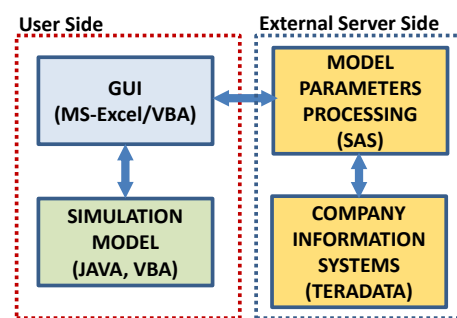 User Side
External Server Side
GUI
(MS-Excel/VBA)
MODEL
PARAMETERS
PROCESSING
(SAS)
SIMULATION
MODEL
(JAVA, VBA)
COMPANY
INFORMATION
SYSTEMS
(TERADATA)